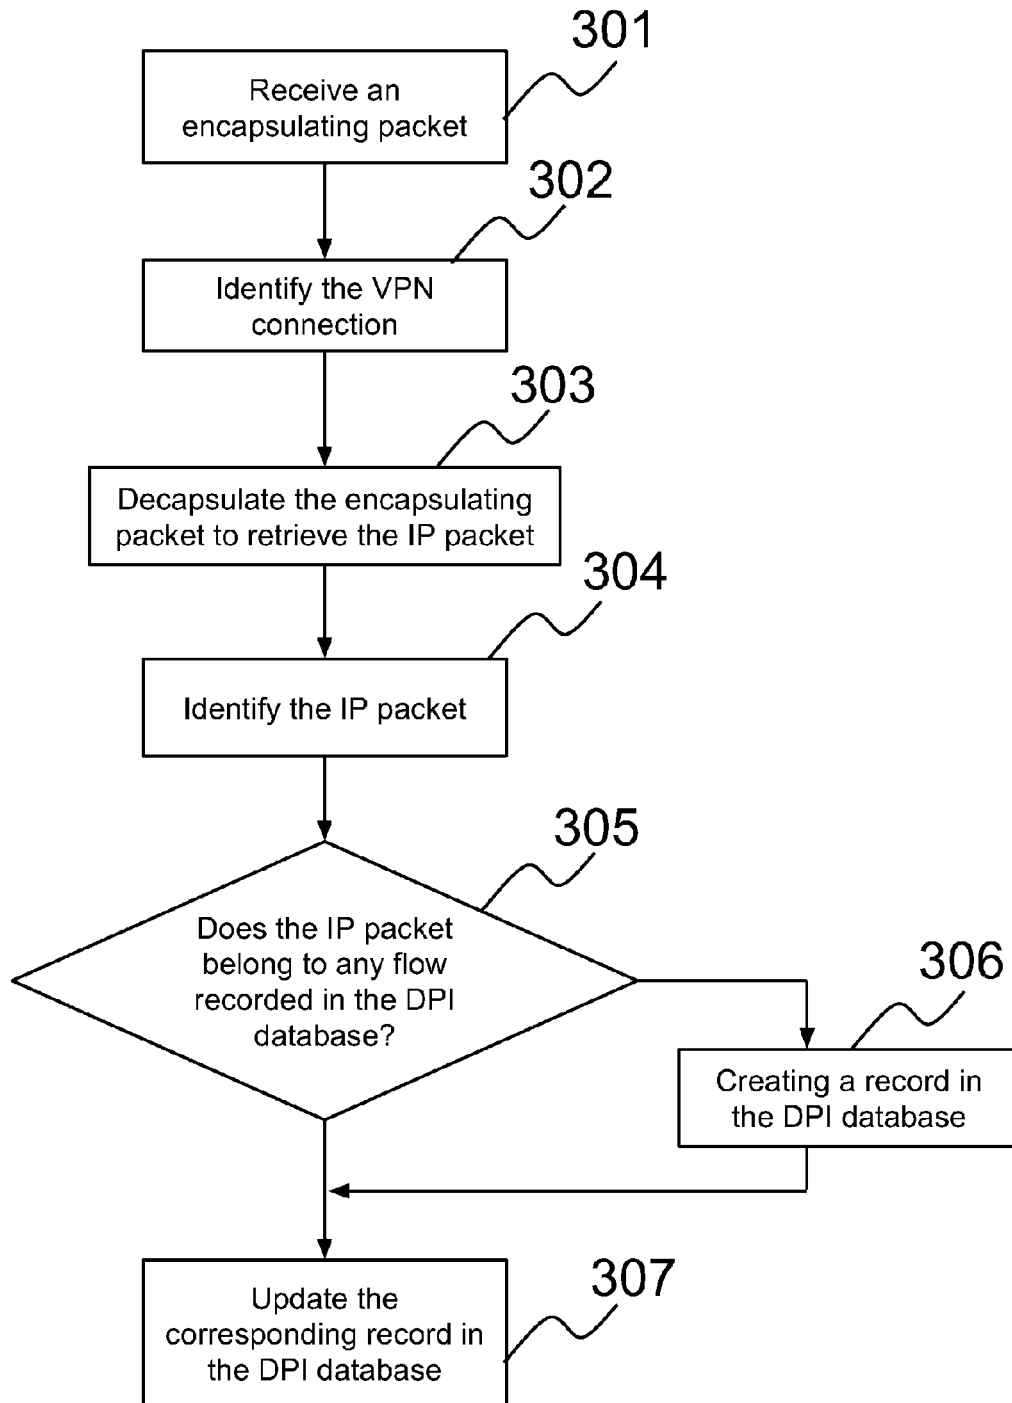 301
Receive an
encapsulating packet
302
Identify the VPN
connection
303
Decapsulate the encapsulating
packet to retrieve the IP packet
304
Identify the IP packet
305
Does the IP packet
belong to any flow
recorded in the DPI
database?
306
Creating a record in
the DPI database
307
Update the
corresponding record in
the DPI database